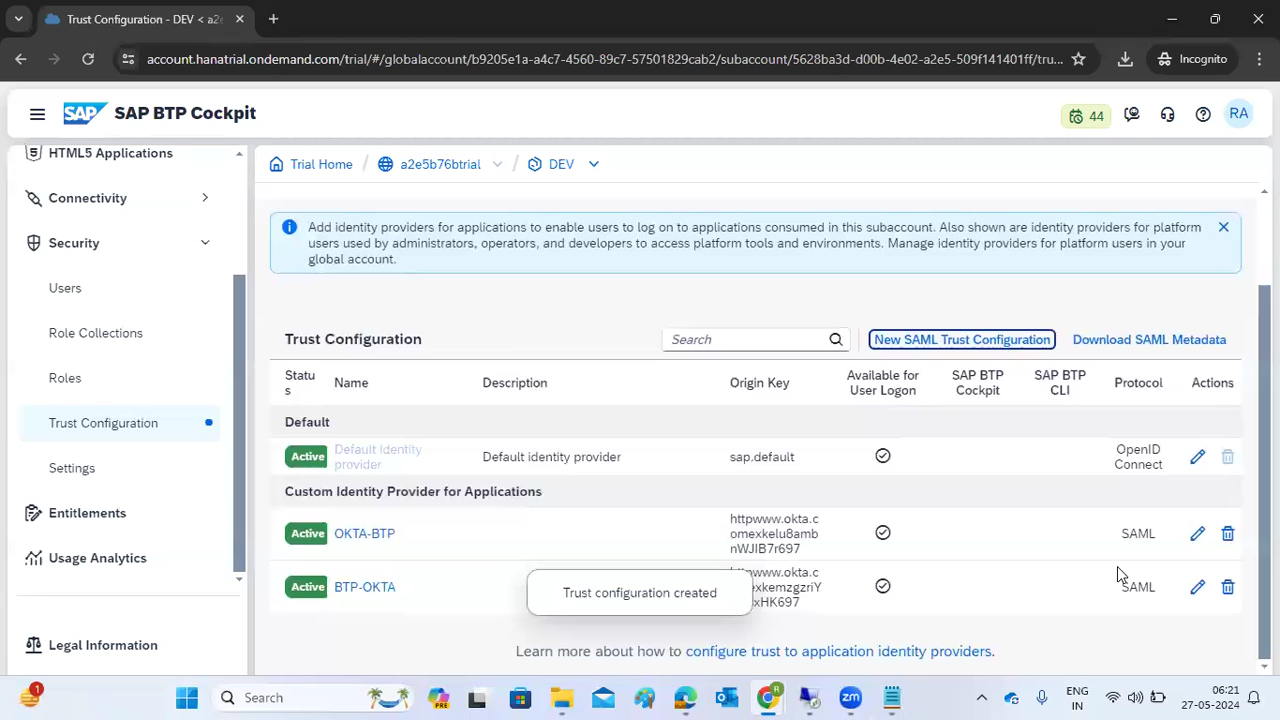 Trust Configuration - DEV < a2e
account.hanatrial.ondemand.com/trial/#/globalaccount/b9205e1a-a4c7-4560-89c7-57501829cab2/subaccount/5628ba3d-d00b-4e02-a2e5-509f141401ff/tru...
Incognito
SAP
SAP BTP Cockpit
44
RA
HTML5 Applications
Connectivity
Security
Users
Role Collections
Roles
Trust Configuration
Settings
Entitlements
Usage Analytics
Legal Information
Trial Home / a2e5b76btrial / DEV
Add identity providers for applications to enable users to log on to applications consumed in this subaccount. Also shown are identity providers for platform
users used by administrators, operators, and developers to access platform tools and environments. Manage identity providers for platform users in your
global account.
Trust Configuration
Search
New SAML Trust Configuration
Download SAML Metadata
Statu
s
Name
Description
Origin Key
Available for
User Logon
SAP BTP
Cockpit
SAP BTP
CLI
Protocol
Actions
Default
Active
Default identity
provider
Default identity provider
sap.default
OpenID
Connect
Custom Identity Provider for Applications
Active
OKTA-BTP
httpwww.okta.c
omexkelu8amb
nWJIB7r697
SAML
Active
BTP-OKTA
SAML
Trust configuration created
Learn more about how to configure trust to application identity providers.
1
Search
PRE
zm
ENG
IN
06:21
27-05-2024